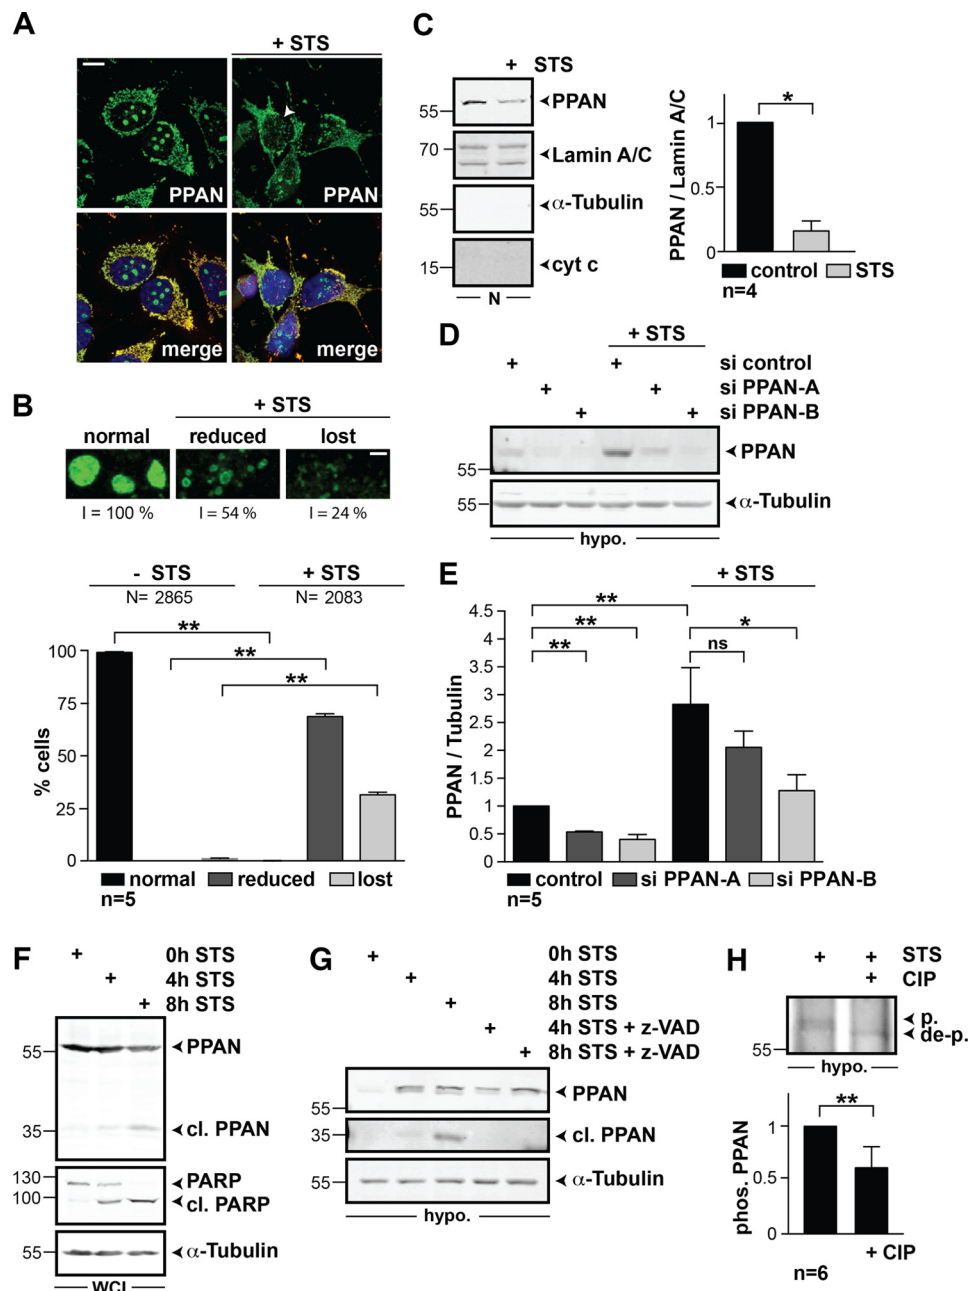 A
+ STS
PPAN
PPAN
merge
merge
B
+ STS
normal
reduced
lost
I = 100 %
I = 54 %
I = 24 %
- STS
+ STS
N= 2865
N= 2083
**
**
**
100
75
50
25
0
% cells
normal
reduced
lost
n=5
C
+ STS
55
PPAN
70
Lamin A/C
α-Tubulin
55
15
cyt c
N
PPAN / Lamin A/C
1
0.5
0
*
control
STS
n=4
D
+ STS
+ + si control
+ + si PPAN-A
+ + si PPAN-B
PPAN
55
55
α-Tubulin
hypo.
E
+ STS
PPAN / Tubulin
4.5
4
3.5
3
2.5
2
1.5
1
0.5
0
**
**
**
*
ns
control
si PPAN-A
si PPAN-B
n=5
F
+ 0h STS
+ 4h STS
+ 8h STS
55
PPAN
35
cl. PPAN
130
PARP
100
cl. PARP
55
α-Tubulin
WCL
G
+ 0h STS
+ 4h STS
+ 8h STS
+ 4h STS + z-VAD
+ 8h STS + z-VAD
PPAN
55
35
cl. PPAN
55
α-Tubulin
hypo.
H
+ + STS
+ CIP
p.
de-p.
55
hypo.
phos. PPAN
**
1
0.5
0
+ CIP
n=6